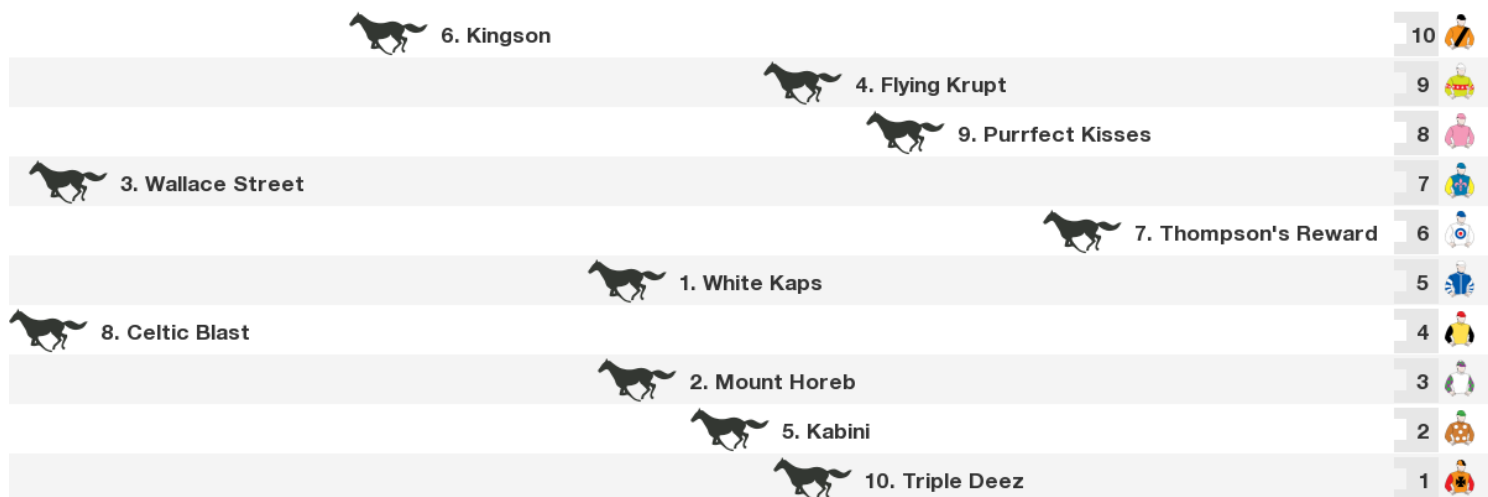 6. Kingson 10
4. Flying Krupt 9
9. Purrfect Kisses 8
3. Wallace Street 7
7. Thompson's Reward 6
1. White Kaps 5
8. Celtic Blast 4
2. Mount Horeb 3
5. Kabini 2
10. Triple Deez 1